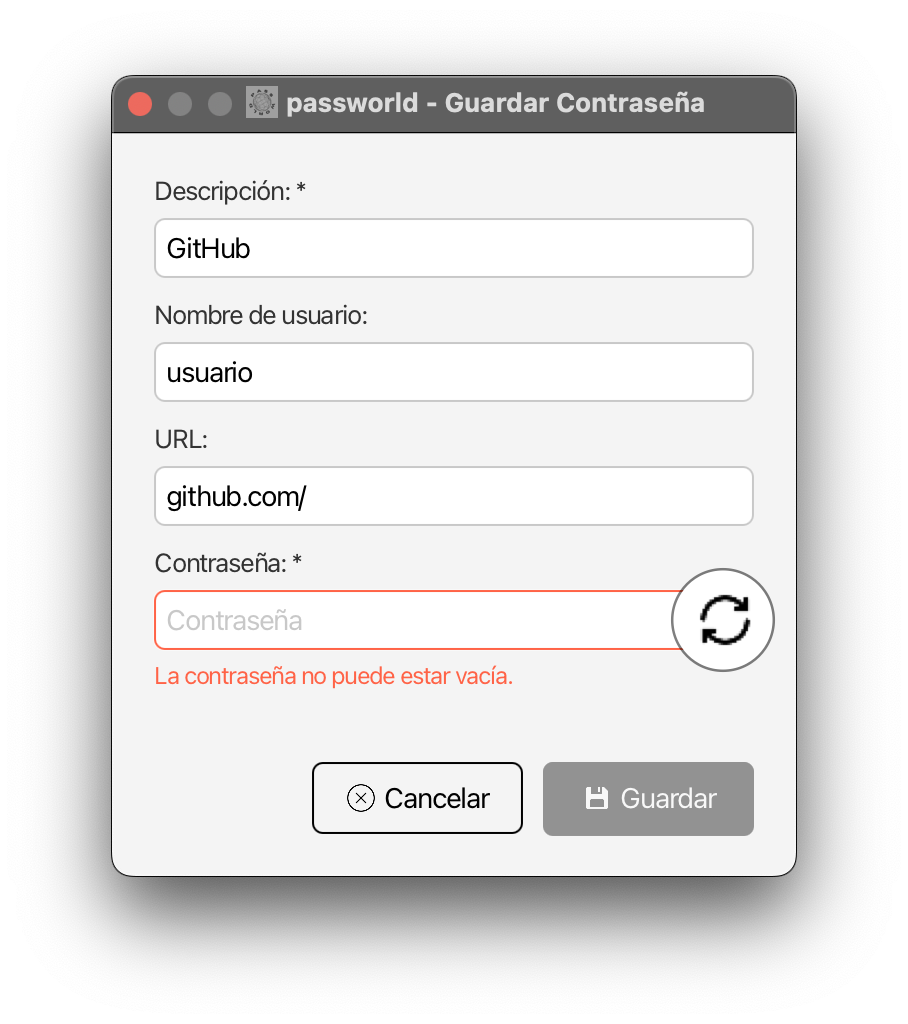 passworld - Guardar Contraseña
Descripción: *
GitHub
Nombre de usuario:
usuario
URL:
github.com/
Contraseña: *
Contraseña
La contraseña no puede estar vacía.
Cancelar
Guardar